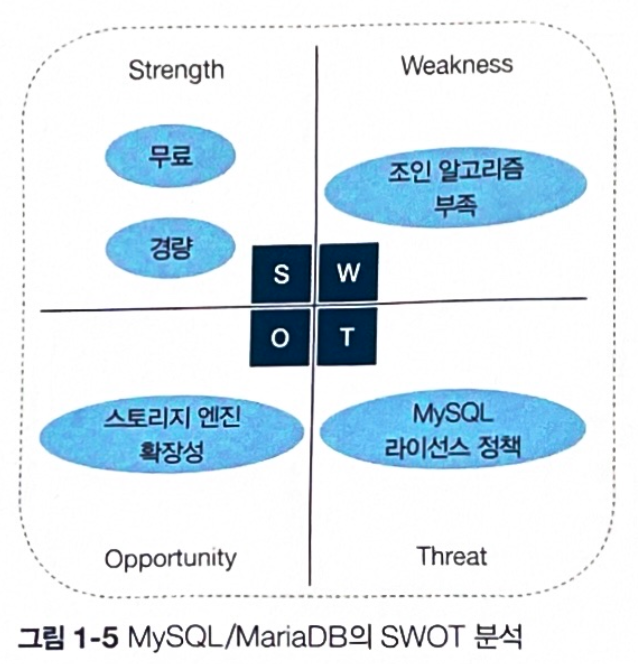 Strength
Weakness
무료
조인 알고리즘
부족
경량
S
W
O
T
스토리지 엔진
확장성
MySQL
라이선스 정책
Opportunity
Threat
그림 1-5 MySQL/MariaDB의 SWOT 분석